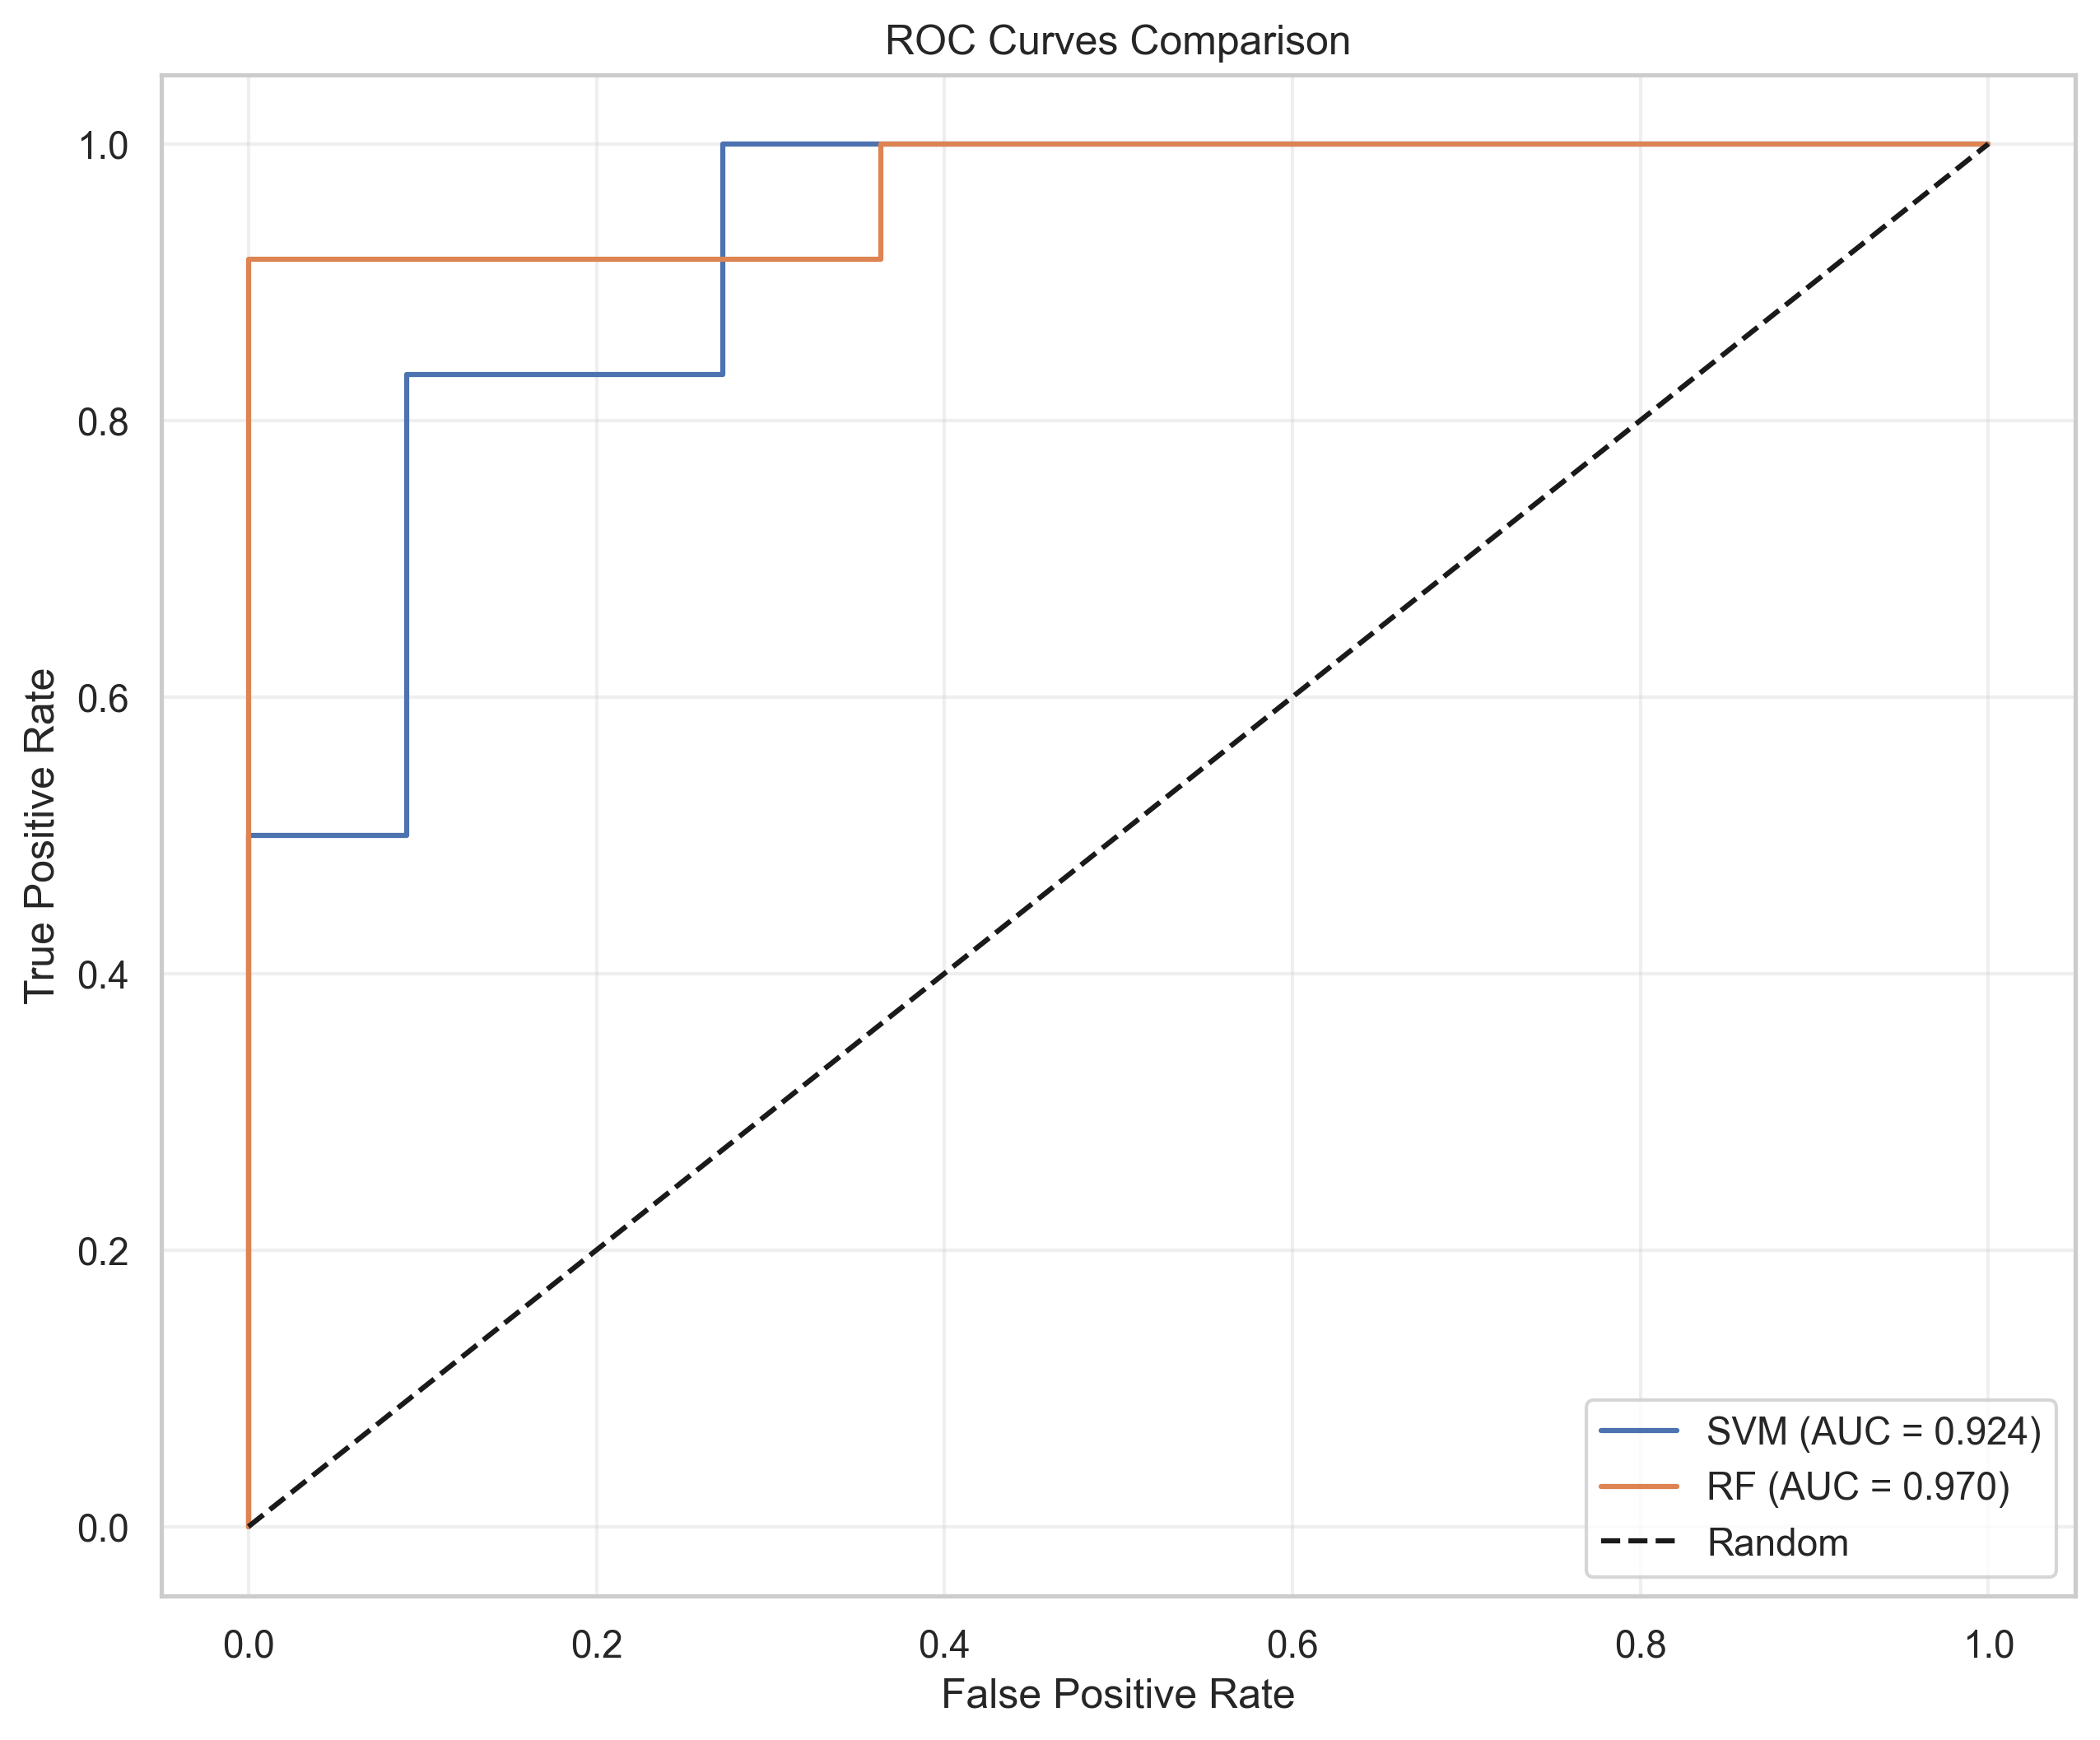 ROC Curves Comparison
True Positive Rate
1.0
0.8
0.6
0.4
0.2
0.0
0.0 0.2 0.4 0.6 0.8 1.0
False Positive Rate
SVM (AUC = 0.924)
RF (AUC = 0.970)
Random